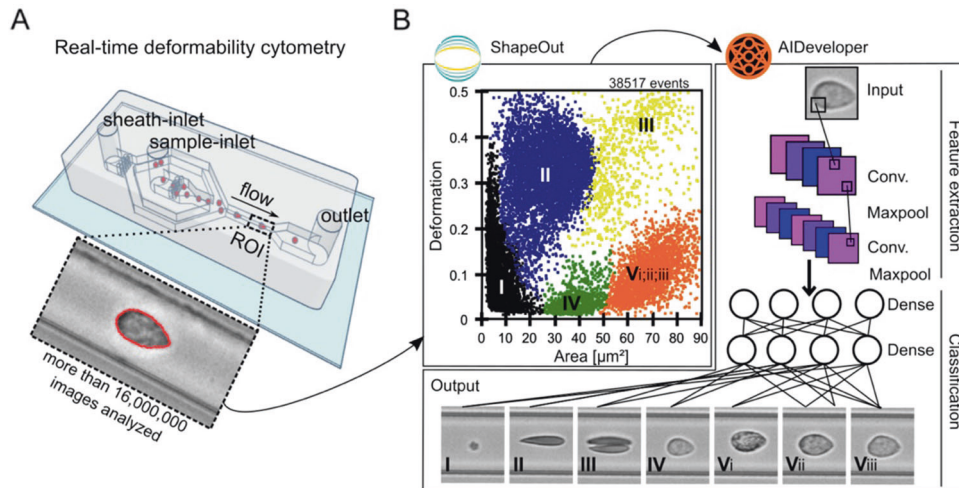 A
Real-time deformability cytometry
sheath-inlet
sample-inlet
flow
outlet
ROI
more than 16,000,000
images analyzed
B
ShapeOut
AIDeveloper
38517 events
0.5
0.4
0.3
0.2
0.1
0
Deformation
0 10 20 30 40 50 60 70 80 90
Area [µm²]
I
II
III
IV
Vi;ii;iii
Input
Conv.
Maxpool
Conv.
Maxpool
Feature extraction
Dense
Dense
Classification
Output
I
II
III
IV
Vi
Vii
Viii